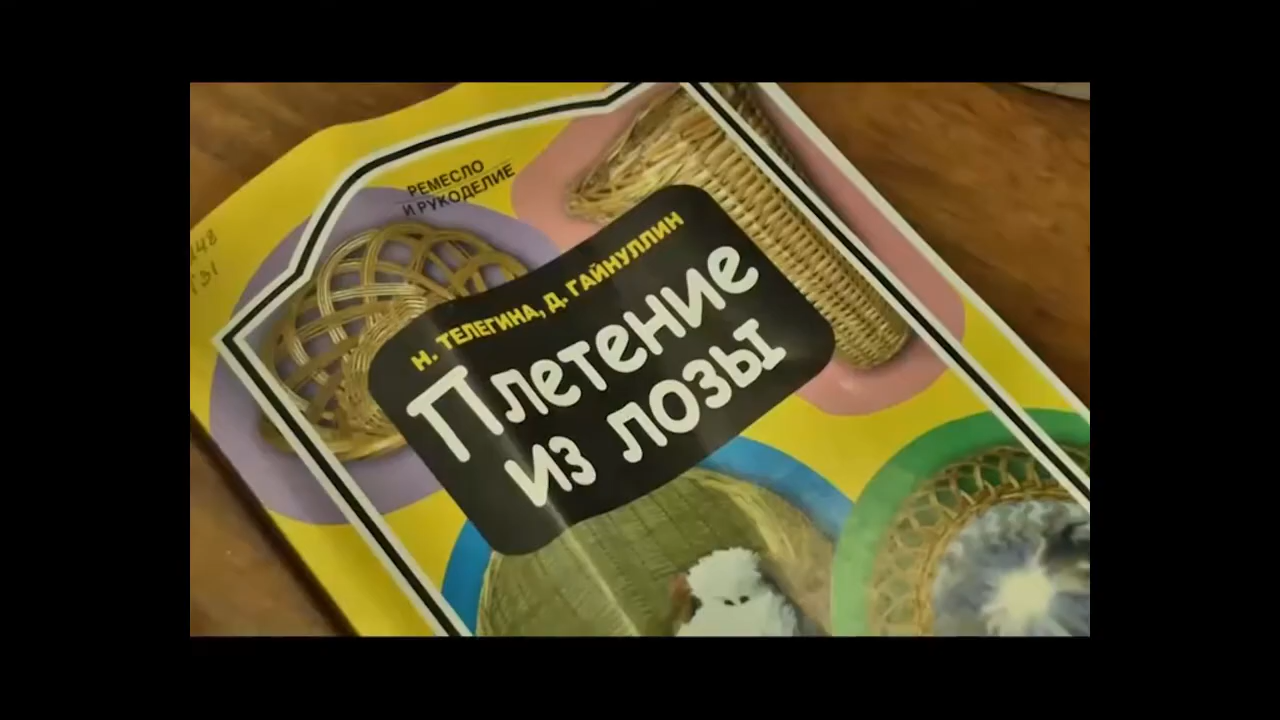 РЕМЕСЛО
И РУКОДЕЛИЕ
Н. ТЕЛЕГИНА, Д. ГАЙНУЛЛИН
Плетение
из лозы